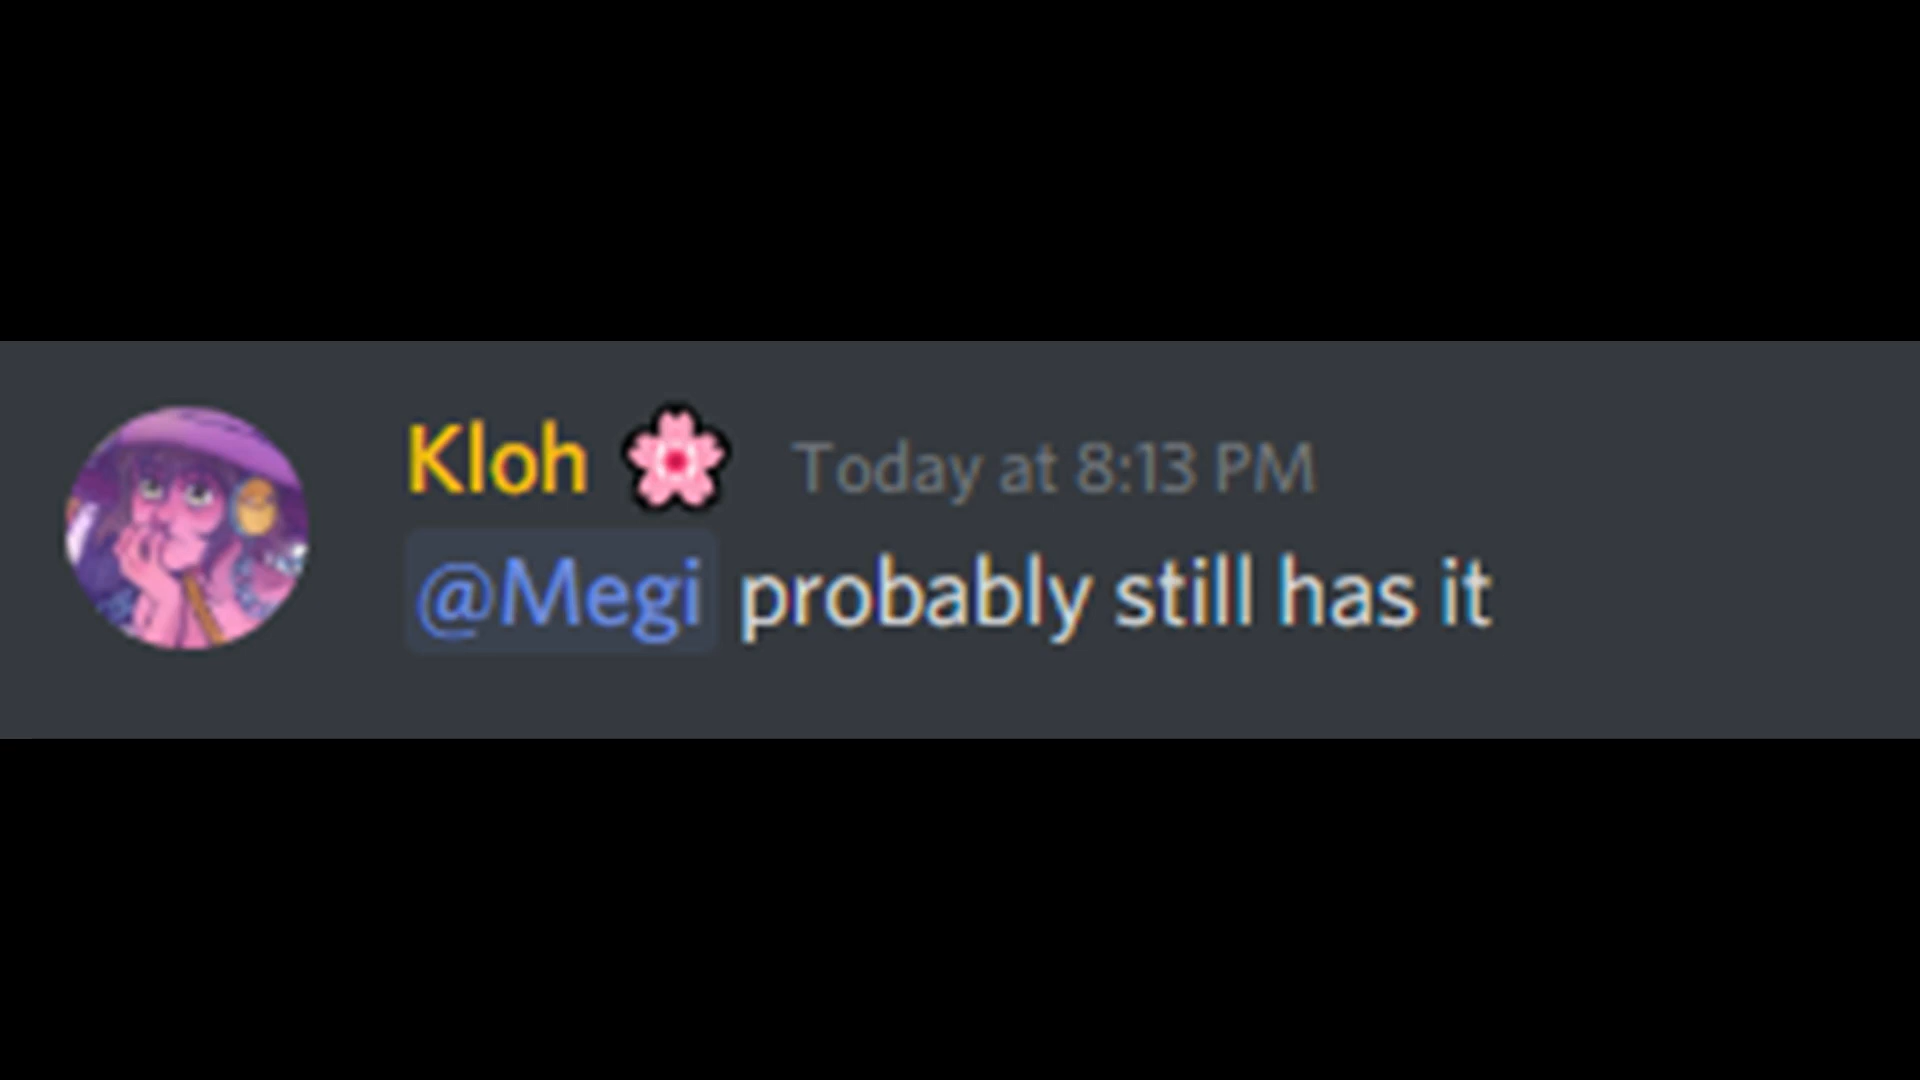 Kloh 🌸 Today at 8:13 PM
@Megi probably still has it